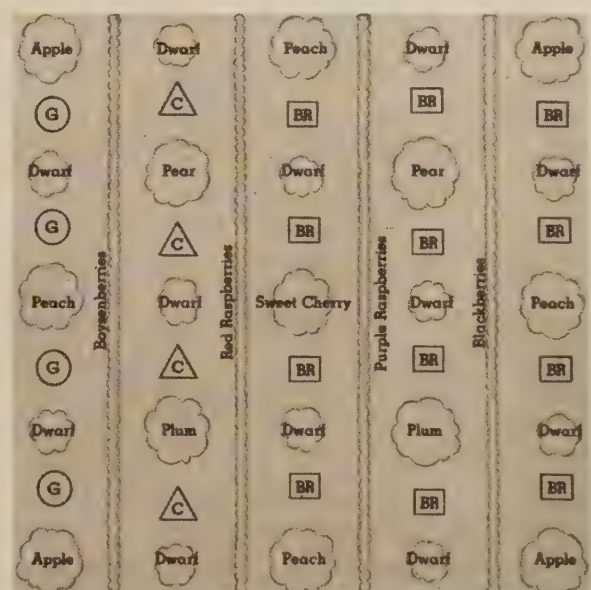 Apple Dwarf Peach Dwarf Apple
G C BR BR BR
Dwarf Pear Dwarf Pear Dwarf
G C BR BR BR
Boysenberries
Red Raspberries
Purple Raspberries
Blackberries
Peach Dwarf Sweet Cherry Dwarf Peach
G C BR BR BR
Dwarf Plum Dwarf Plum Dwarf
G C BR BR BR
Apple Dwarf Peach Dwarf Apple